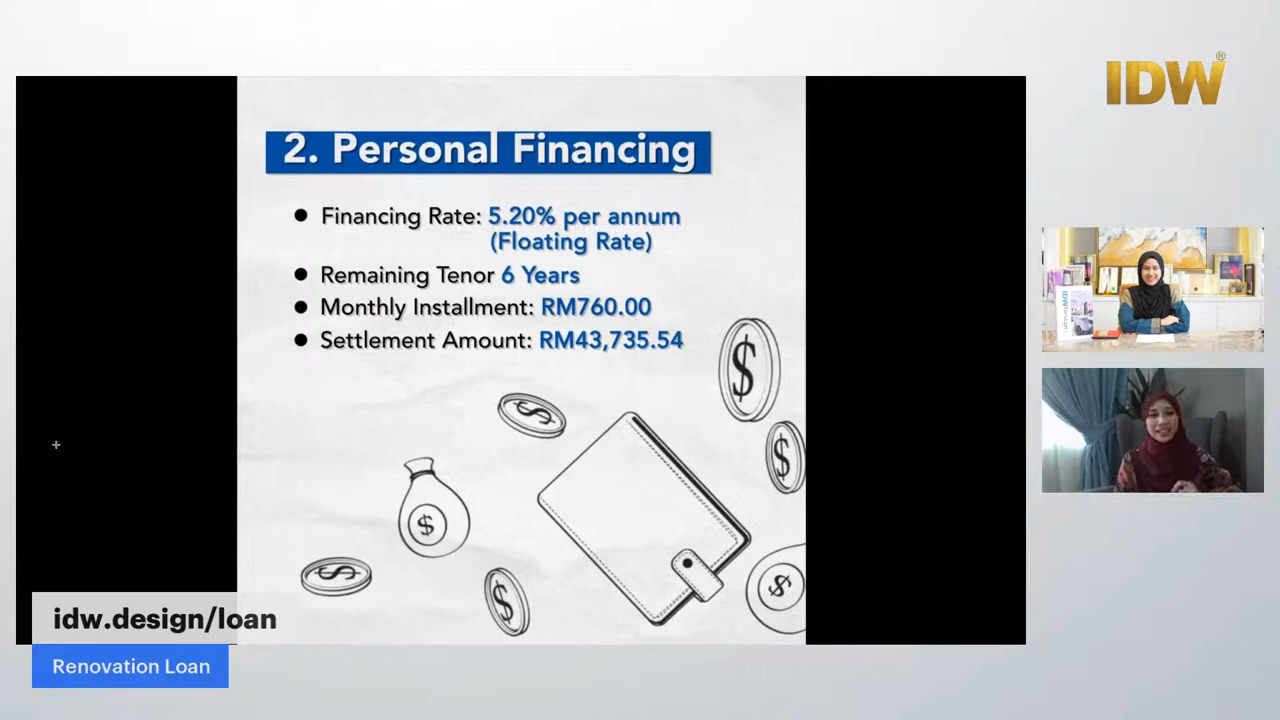 IDW®
2. Personal Financing
● Financing Rate: 5.20% per annum
(Floating Rate)
● Remaining Tenor 6 Years
● Monthly Installment: RM760.00
● Settlement Amount: RM43,735.54
$
$
$
$
$
$
$
idw.design/loan
Renovation Loan